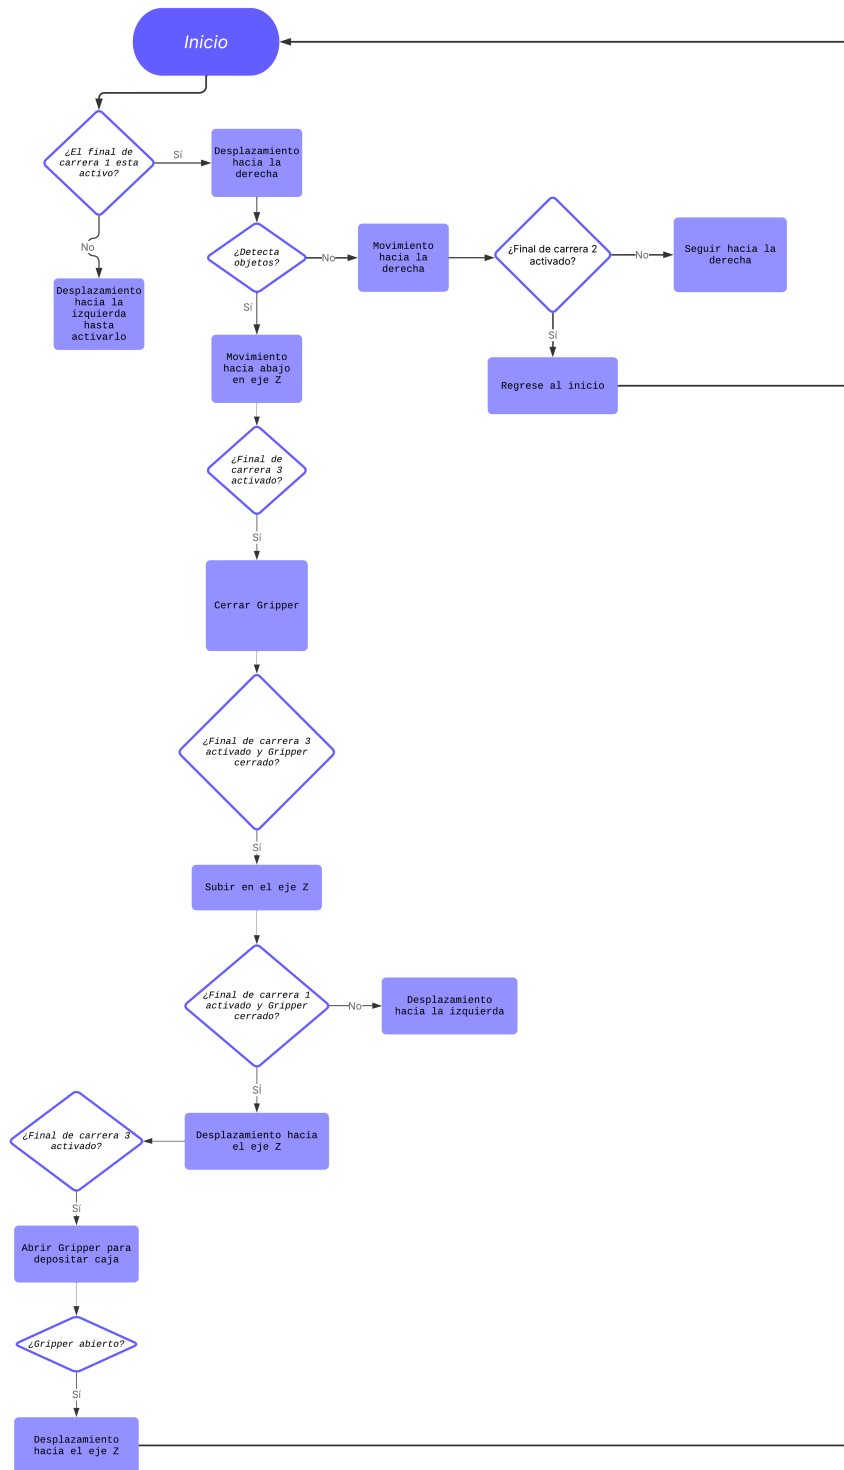 Inicio
¿El final de
carrera 1 esta
activo?
Sí
Desplazamiento
hacia la
derecha
No
Desplazamiento
hacia la
izquierda
hasta
activarlo
¿Detecta
objetos?
No
Movimiento
hacia la
derecha
¿Final de carrera 2
activado?
No
Seguir hacia la
derecha
Sí
Regrese al inicio
Sí
Movimiento
hacia abajo
en eje Z
¿Final de
carrera 3
activado?
Sí
Cerrar Gripper
¿Final de carrera 3
activado y Gripper
cerrado?
Sí
Subir en el eje Z
¿Final de carrera 1
activado y Gripper
cerrado?
No
Desplazamiento
hacia la izquierda
SÍ
Desplazamiento hacia
el eje Z
¿Final de carrera 3
activado?
Sí
Abrir Gripper para
depositar caja
¿Gripper abierto?
Sí
Desplazamiento
hacia el eje Z